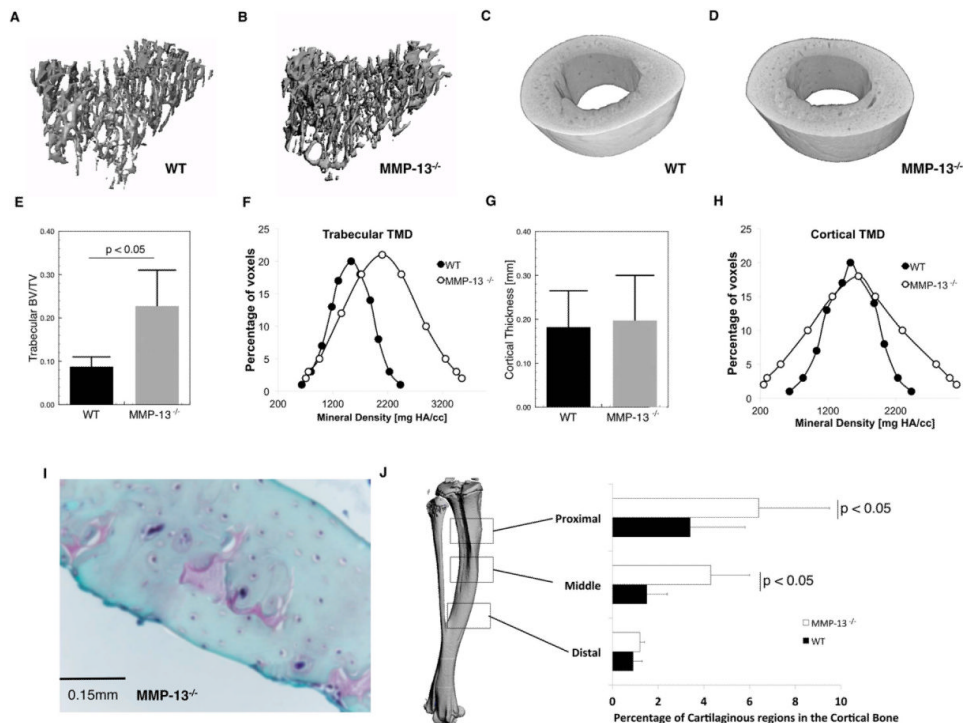 A
B
C
D
WT
MMP-13-/-
WT
MMP-13-/-
E
Trabecular BV/TV
0.40
0.30
0.20
0.10
0.00
p < 0.05
WT
MMP-13 -/-
F
Trabecular TMD
Percentage of voxels
25
20
15
10
5
0
WT
MMP-13 -/-
200 1200 2200 3200
Mineral Density [mg HA/cc]
G
Cortical Thickness [mm]
0.40
0.30
0.20
0.10
0.00
WT
MMP-13 -/-
H
Cortical TMD
Percentage of voxels
25
20
15
10
5
0
WT
MMP-13 -/-
200 1200 2200
Mineral Density [mg HA/cc]
I
0.15mm
MMP-13-/-
J
Proximal
Middle
Distal
p < 0.05
p < 0.05
MMP-13 -/-
WT
0 2 4 6 8 10
Percentage of Cartilaginous regions in the Cortical Bone